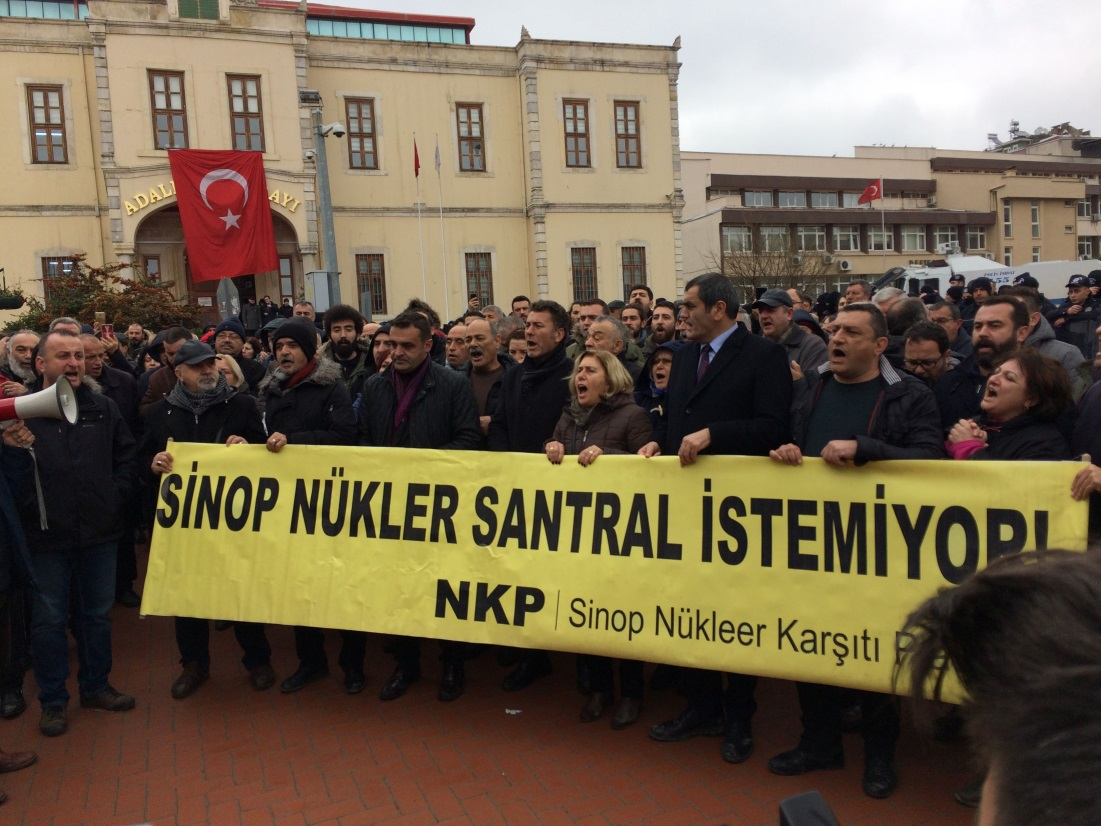 ADAL AYI
SİNOP NÜKLER SANTRAL İSTEMİYOR!
NKP | Sinop Nükleer Karşıtı